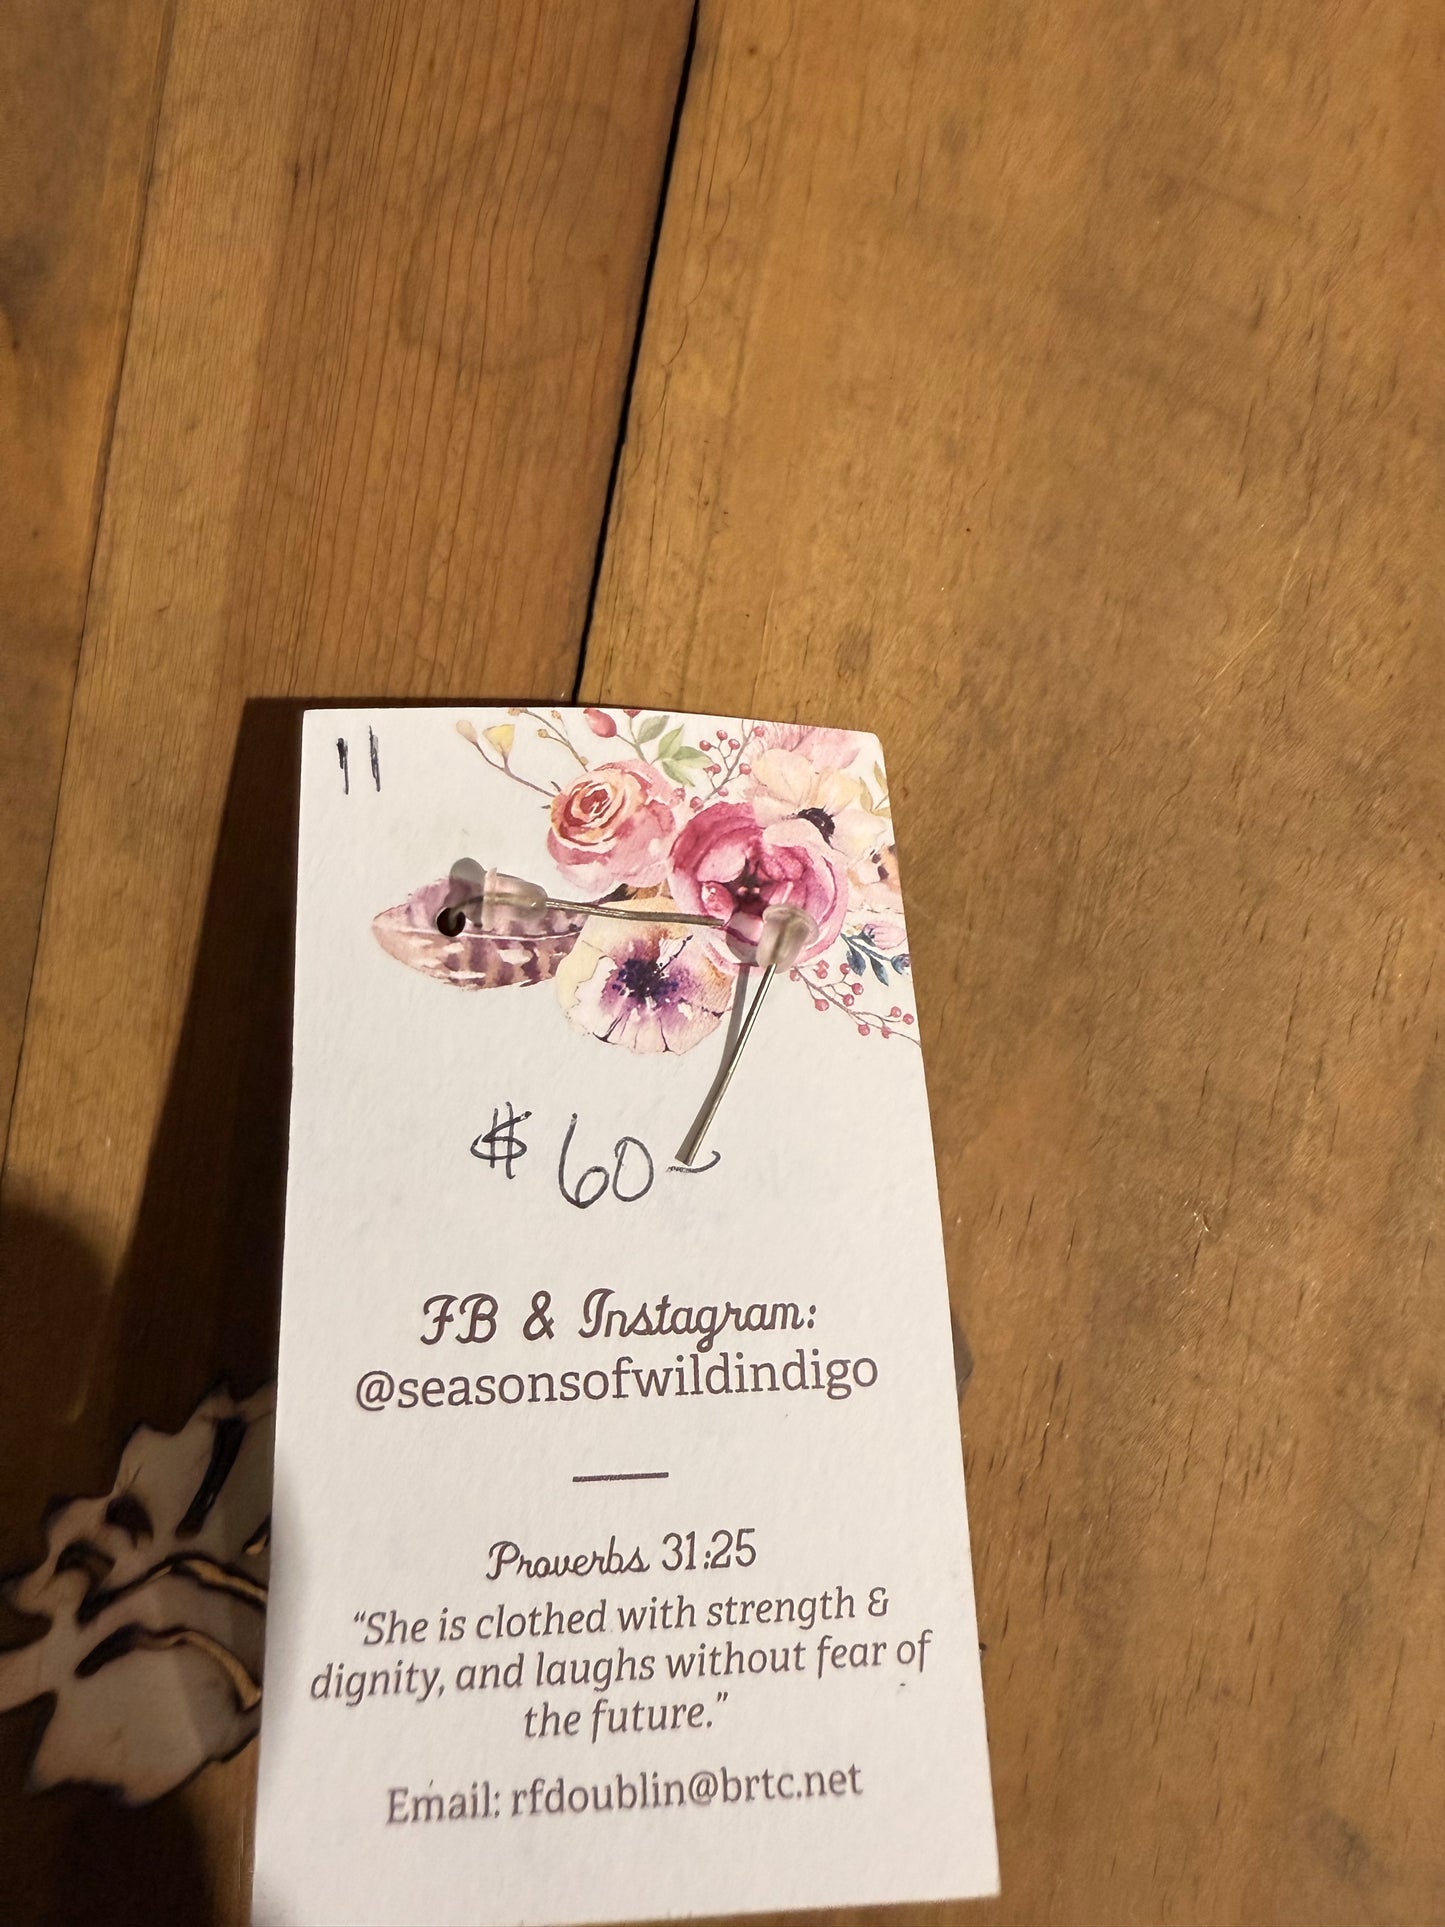 11
$ 60 -
FB & Instagram:
@seasonsofwildindigo
Proverbs 31:25
“She is clothed with strength &
dignity, and laughs without fear of
the future.”
Email: rfdoublin@brtc.net